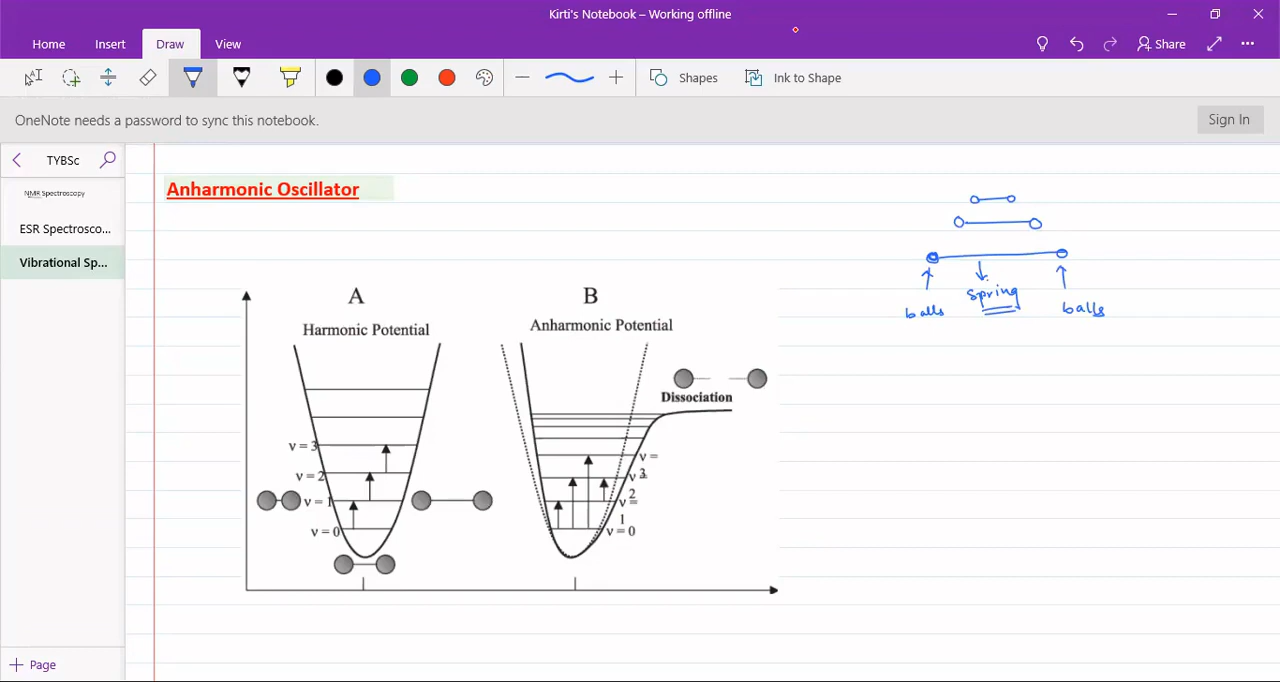 Kirti's Notebook – Working offline
Home Insert Draw View
Share
Shapes Ink to Shape
OneNote needs a password to sync this notebook.
Sign In
TYBSc
NMR Spectroscopy
ESR Spectrosco...
Vibrational Sp...
Page
Anharmonic Oscillator
spring
balls
balls
A
Harmonic Potential
ν = 3
ν = 2
ν = 1
ν = 0
B
Anharmonic Potential
Dissociation
ν =
3
ν =
2
ν =
1
ν = 0